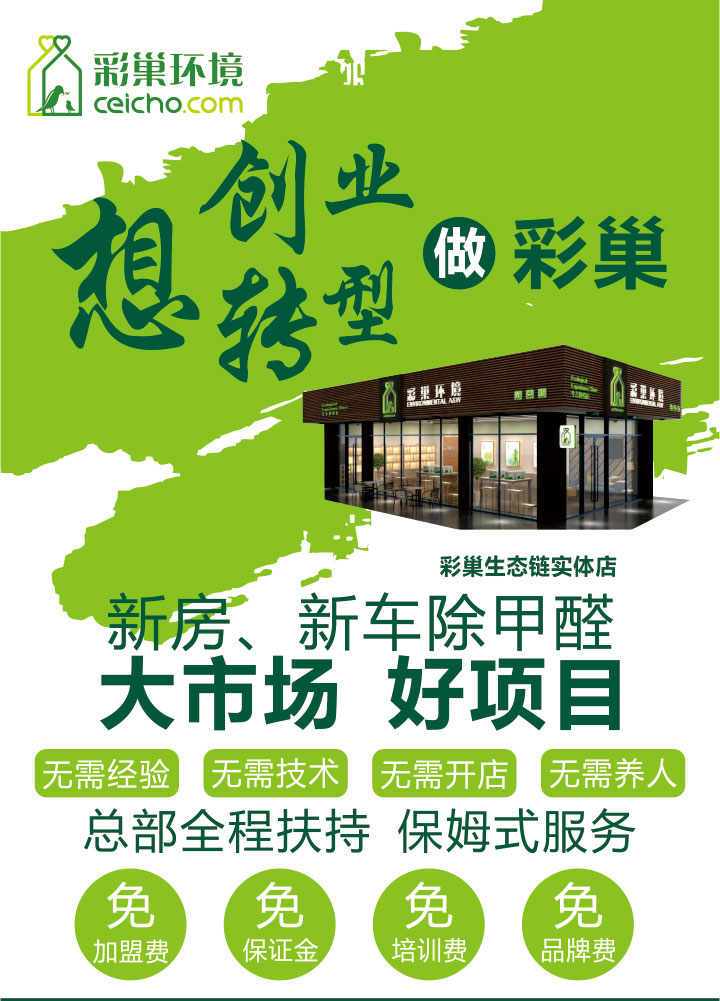 彩巢环境
ceicho.com
想 创业 转型 做 彩巢
彩巢环境
ENVIRONMENTAL A&W
彩巢环境
彩巢生态链实体店
新房、新车除甲醛
大市场 好项目
无需经验 无需技术 无需开店 无需养人
总部全程扶持 保姆式服务
免 免 免 免
加盟费 保证金 培训费 品牌费